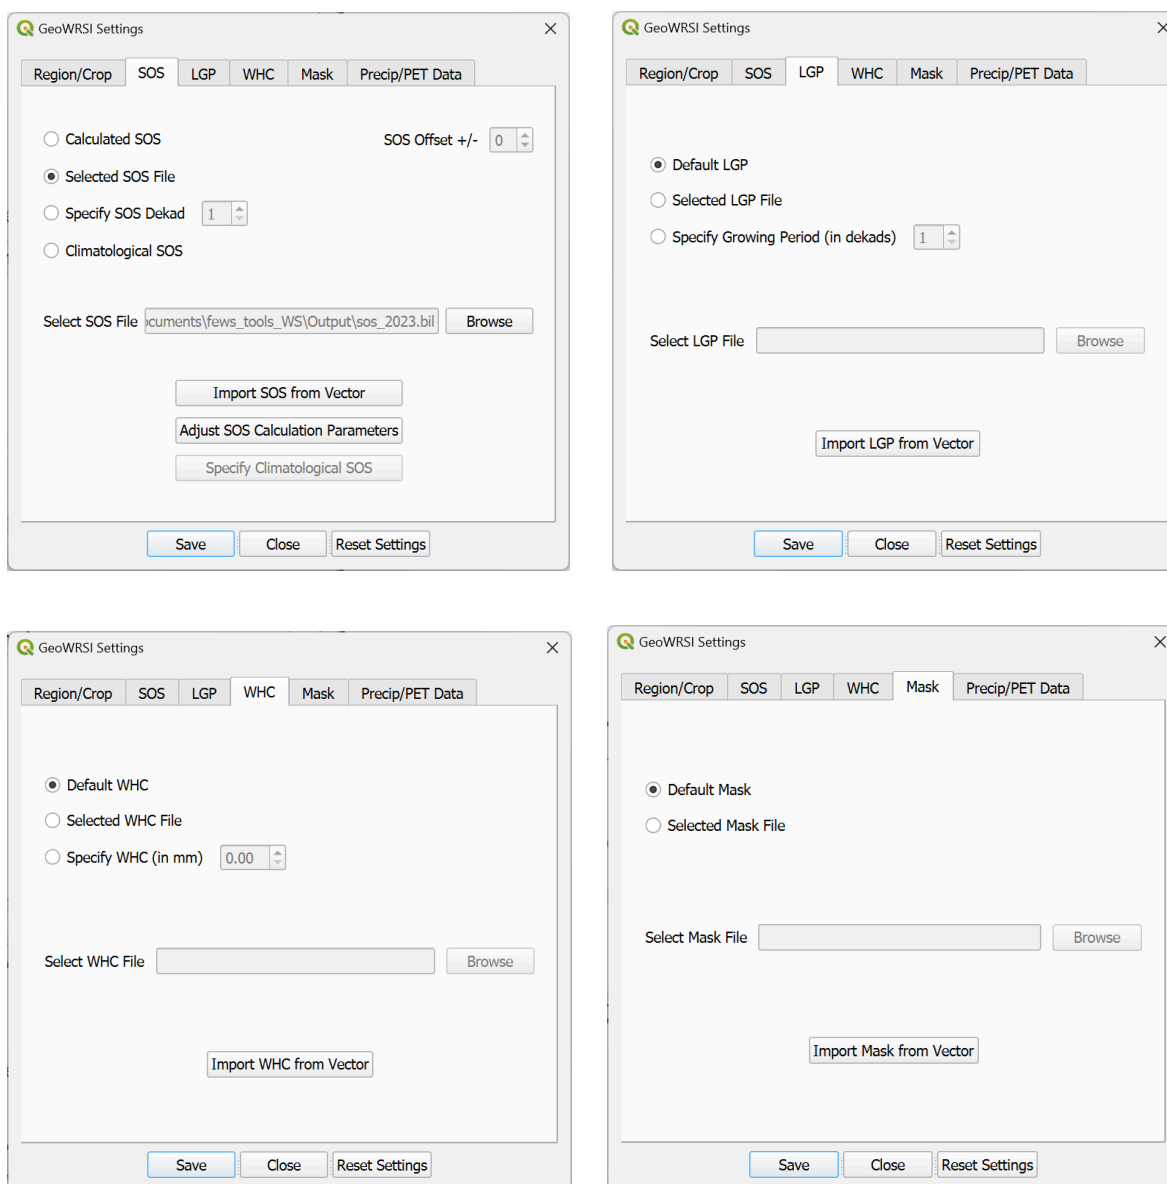 GeoWRSI Settings
Region/Crop SOS LGP WHC Mask Precip/PET Data
Calculated SOS SOS Offset +/- 0
Selected SOS File
Specify SOS Dekad 1
Climatological SOS
Select SOS File ocuments\fews_tools_WS\Output\sos_2023.bil Browse
Import SOS from Vector
Adjust SOS Calculation Parameters
Specify Climatological SOS
Save Close Reset Settings
GeoWRSI Settings
Region/Crop SOS LGP WHC Mask Precip/PET Data
Default LGP
Selected LGP File
Specify Growing Period (in dekads) 1
Select LGP File Browse
Import LGP from Vector
Save Close Reset Settings
GeoWRSI Settings
Region/Crop SOS LGP WHC Mask Precip/PET Data
Default WHC
Selected WHC File
Specify WHC (in mm) 0.00
Select WHC File Browse
Import WHC from Vector
Save Close Reset Settings
GeoWRSI Settings
Region/Crop SOS LGP WHC Mask Precip/PET Data
Default Mask
Selected Mask File
Select Mask File Browse
Import Mask from Vector
Save Close Reset Settings